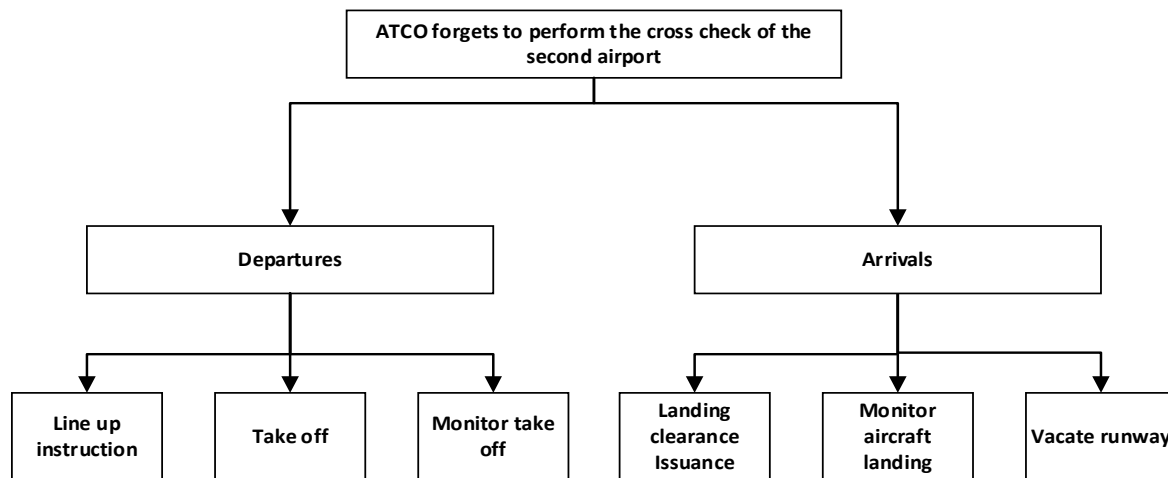 ATCO forgets to perform the cross check of the
second airport
Departures
Arrivals
Line up
instruction
Take off
Monitor take
off
Landing
clearance
Issuance
Monitor
aircraft
landing
Vacate runway